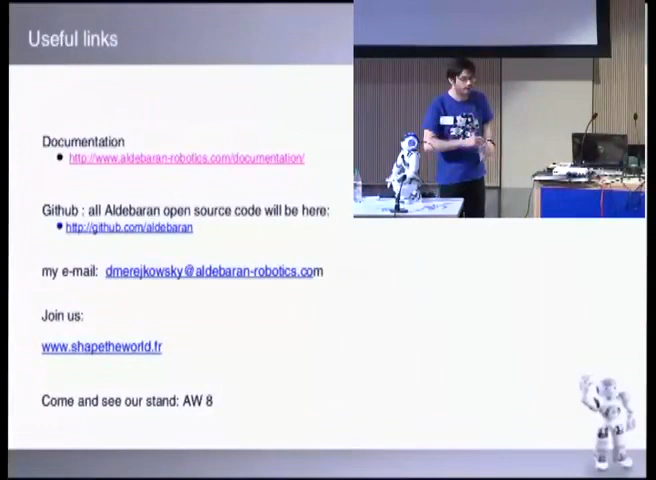 Useful links
Documentation
http://www.aldebaran-robotics.com/documentation/
Github : all Aldebaran open source code will be here:
http://github.com/aldebaran
my e-mail: dmerejkowsky@aldebaran-robotics.com
Join us:
www.shapetheworld.fr
Come and see our stand: AW 8